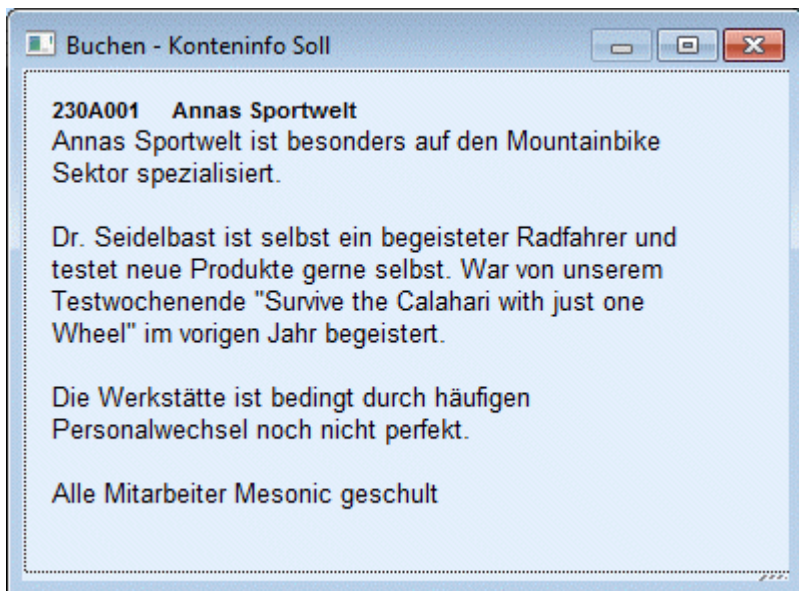 Buchen - Konteninfo Soll
230A001 Annas Sportwelt
Annas Sportwelt ist besonders auf den Mountainbike
Sektor spezialisiert.
Dr. Seidelbast ist selbst ein begeisteter Radfahrer und
testet neue Produkte gerne selbst. War von unserem
Testwochenende "Survive the Calahari with just one
Wheel" im vorigen Jahr begeistert.
Die Werkstätte ist bedingt durch häufigen
Personalwechsel noch nicht perfekt.
Alle Mitarbeiter Mesonic geschult